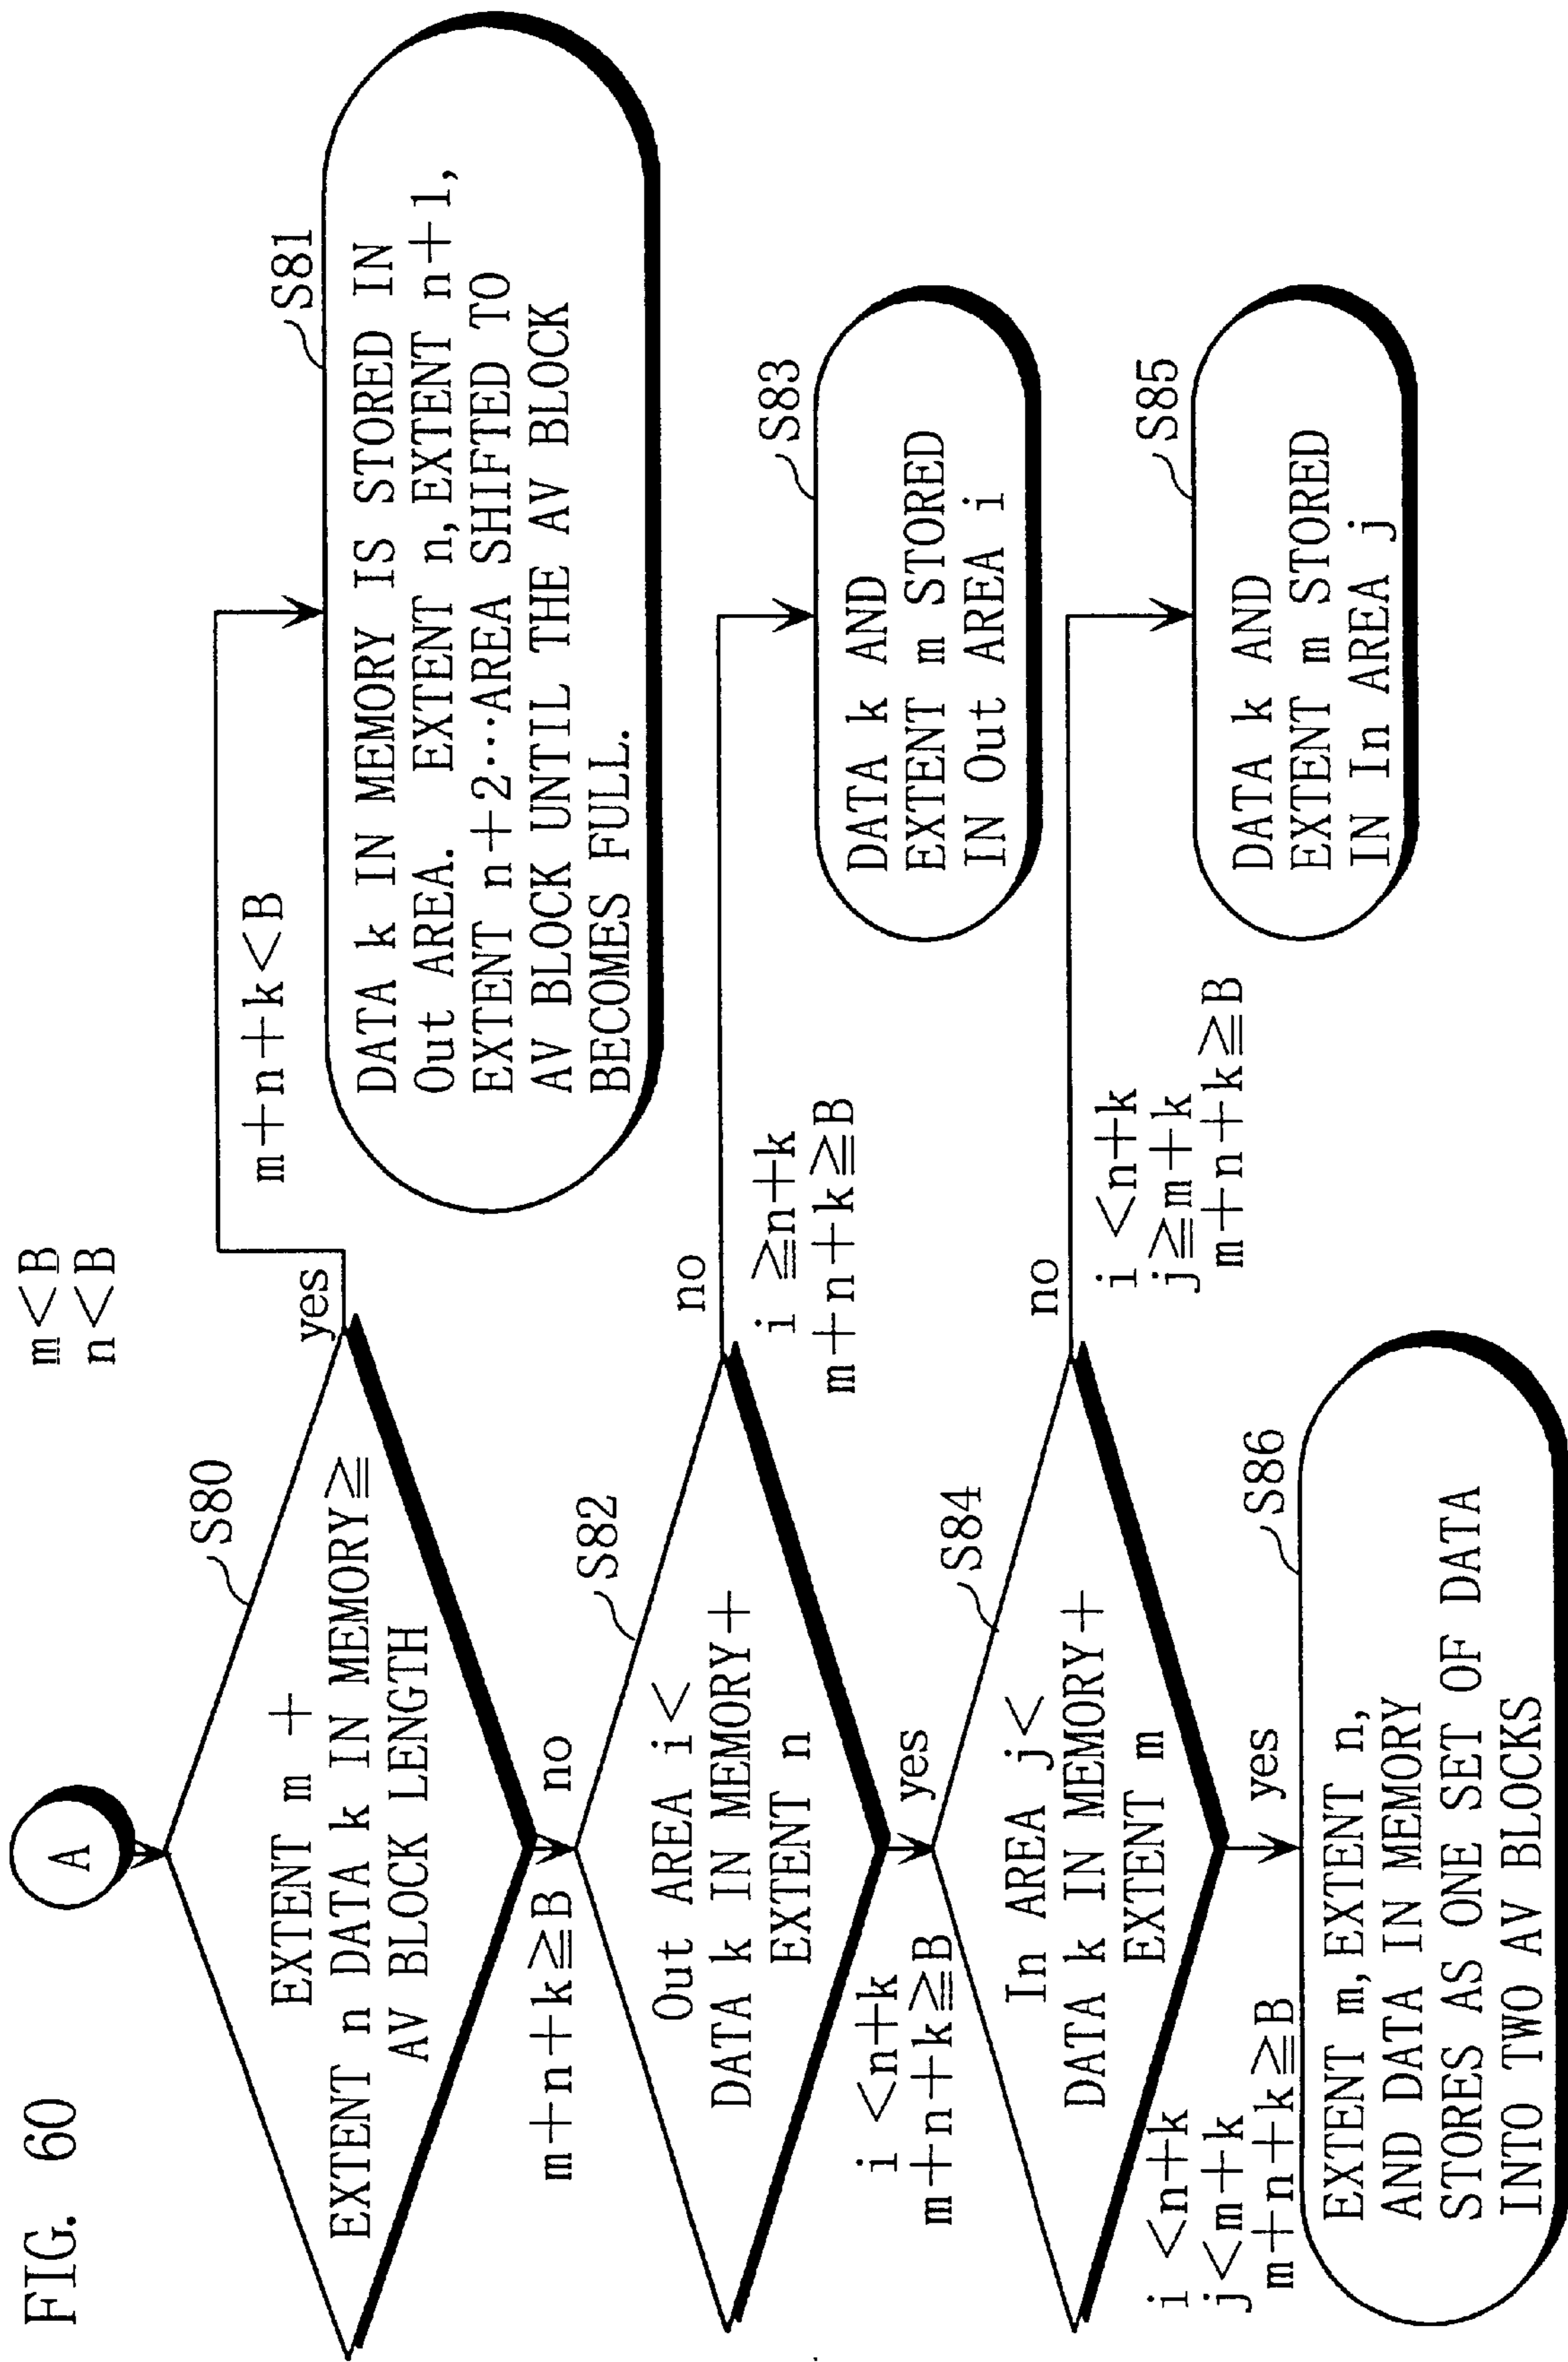 FIG. 60
m<B
n<B
A
S80
EXTENT m +
EXTENT n DATA k IN MEMORY≧
AV BLOCK LENGTH
yes
m+n+k<B
S81
DATA k IN MEMORY IS STORED IN
Out AREA. EXTENT n, EXTENT n+1,
EXTENT n+2···AREA SHIFTED TO
AV BLOCK UNTIL THE AV BLOCK
BECOMES FULL.
m+n+k≧B
no
S82
Out AREA i<
DATA k IN MEMORY+
EXTENT n
no
i ≧n+k
m+n+k≧B
S83
DATA k AND
EXTENT m STORED
IN Out AREA i
i <n+k
m+n+k≧B
yes
S84
In AREA j<
DATA k IN MEMORY+
EXTENT m
no
i <n+k
j≧m+k
m+n+k≧B
S85
DATA k AND
EXTENT m STORED
IN In AREA j
i <n+k
j<m+k
m+n+k≧B
yes
S86
EXTENT m, EXTENT n,
AND DATA IN MEMORY
STORES AS ONE SET OF DATA
INTO TWO AV BLOCKS